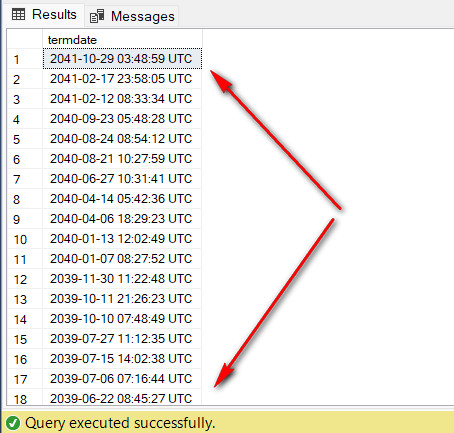 Results Messages
termdate
1 2041-10-29 03:48:59 UTC
2 2041-02-17 23:58:05 UTC
3 2041-02-12 08:33:34 UTC
4 2040-09-23 05:48:28 UTC
5 2040-08-24 08:54:12 UTC
6 2040-08-21 10:27:59 UTC
7 2040-06-27 10:31:41 UTC
8 2040-04-14 05:42:36 UTC
9 2040-04-06 18:29:23 UTC
10 2040-01-13 12:02:49 UTC
11 2040-01-07 08:27:52 UTC
12 2039-11-30 11:22:48 UTC
13 2039-10-11 21:26:23 UTC
14 2039-10-10 07:48:49 UTC
15 2039-07-27 11:12:35 UTC
16 2039-07-15 14:02:38 UTC
17 2039-07-06 07:16:44 UTC
18 2039-06-22 08:45:27 UTC
Query executed successfully.